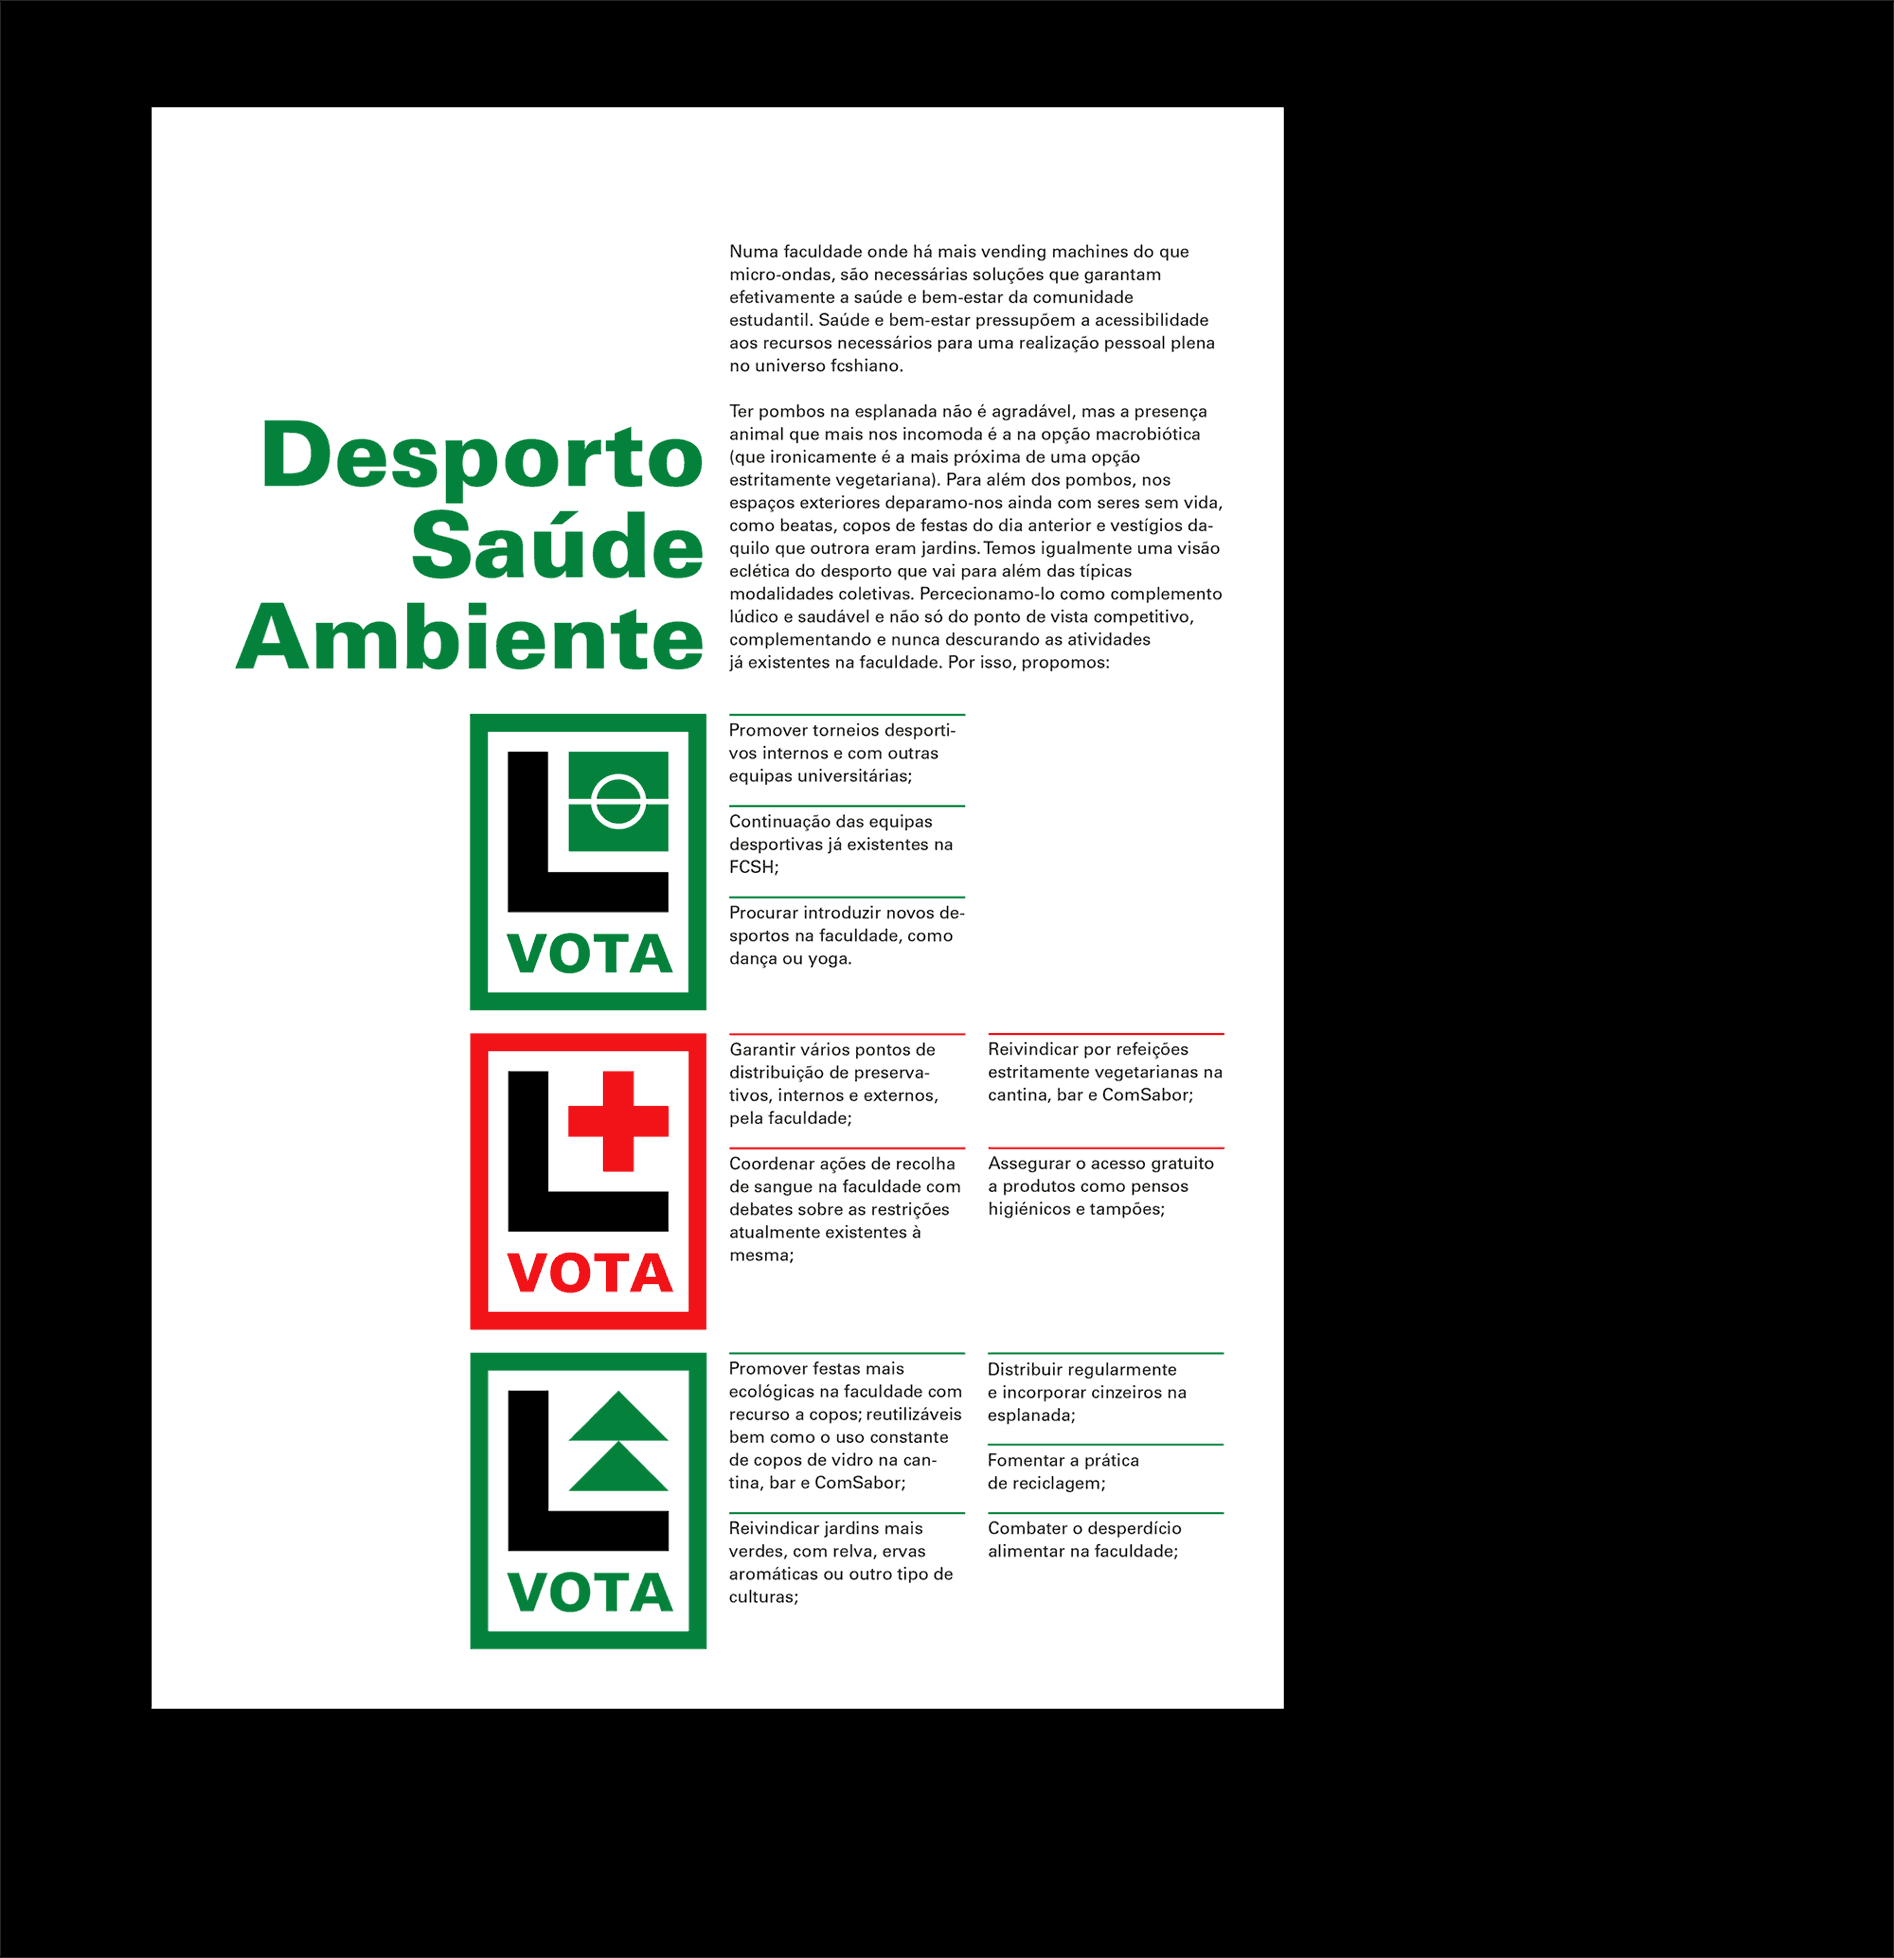 Desporto
Saúde
Ambiente
Numa faculdade onde há mais vending machines do que
micro-ondas, são necessárias soluções que garantam
efetivamente a saúde e bem-estar da comunidade
estudantil. Saúde e bem-estar pressupõem a acessibilidade
aos recursos necessários para uma realização pessoal plena
no universo fcshiano.
Ter pombos na esplanada não é agradável, mas a presença
animal que mais nos incomoda é a na opção macrobiótica
(que ironicamente é a mais próxima de uma opção
estritamente vegetariana). Para além dos pombos, nos
espaços exteriores deparamo-nos ainda com seres sem vida,
como beatas, copos de festas do dia anterior e vestígios da-
quilo que outrora eram jardins. Temos igualmente uma visão
eclética do desporto que vai para além das típicas
modalidades coletivas. Percecionamo-lo como complemento
lúdico e saudável e não só do ponto de vista competitivo,
complementando e nunca descurando as atividades
já existentes na faculdade. Por isso, propomos:
VOTA
Promover torneios desporti-
vos internos e com outras
equipas universitárias;
Continuação das equipas
desportivas já existentes na
FCSH;
Procurar introduzir novos de-
sportos na faculdade, como
dança ou yoga.
VOTA
Garantir vários pontos de
distribuição de preserva-
tivos, internos e externos,
pela faculdade;
Coordenar ações de recolha
de sangue na faculdade com
debates sobre as restrições
atualmente existentes à
mesma;
Reivindicar por refeições
estritamente vegetarianas na
cantina, bar e ComSabor;
Assegurar o acesso gratuito
a produtos como pensos
higiénicos e tampões;
VOTA
Promover festas mais
ecológicas na faculdade com
recurso a copos; reutilizáveis
bem como o uso constante
de copos de vidro na can-
tina, bar e ComSabor;
Reivindicar jardins mais
verdes, com relva, ervas
aromáticas ou outro tipo de
culturas;
Distribuir regularmente
e incorporar cinzeiros na
esplanada;
Fomentar a prática
de reciclagem;
Combater o desperdício
alimentar na faculdade;